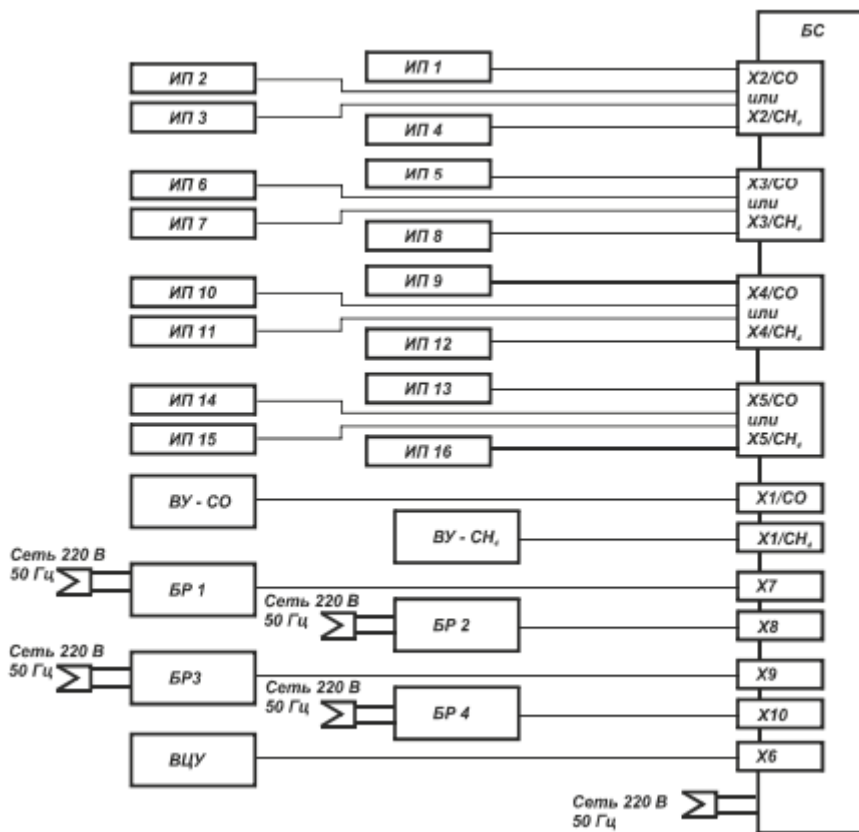 БС
ИП 1
ИП 2
ИП 3
ИП 4
X2/CO
или
X2/CH₄
ИП 5
ИП 6
ИП 7
ИП 8
X3/CO
или
X3/CH₄
ИП 9
ИП 10
ИП 11
ИП 12
X4/CO
или
X4/CH₄
ИП 13
ИП 14
ИП 15
ИП 16
X5/CO
или
X5/CH₄
ВУ - СО
X1/CO
ВУ - CH₄
X1/CH₄
Сеть 220 В
50 Гц
БР 1
X7
Сеть 220 В
50 Гц
БР 2
X8
Сеть 220 В
50 Гц
БР3
X9
Сеть 220 В
50 Гц
БР 4
X10
ВЦУ
X6
Сеть 220 В
50 Гц